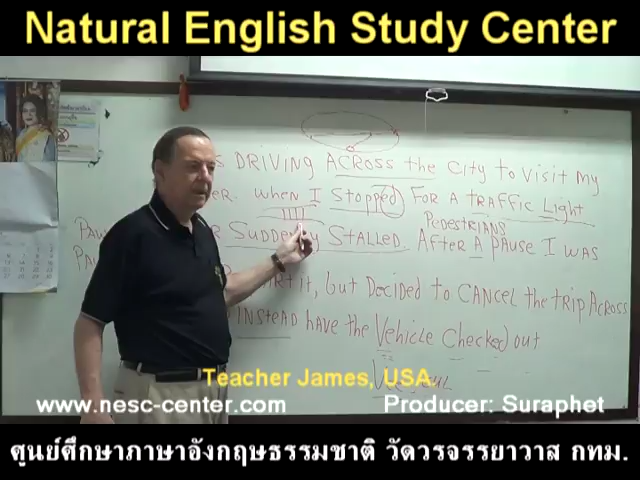 Natural English Study Center
S DRIVING ACROSS the CITY to VISIT MY
WHEN I Stopped FOR A TRAFFIC Light
PEDESTRIANS
SUDDENLY STALLED AFTER A PAUSE I WAS
it, but Decided to CANCEL the tRIP ACROSS
INSTEAD have the Vehicle Checked out
Teacher James, USA
www.nesc-center.com Producer: Suraphet
ศูนย์ศึกษาภาษาอังกฤษธรรมชาติ วัดวรจรรยาวาส กทม.